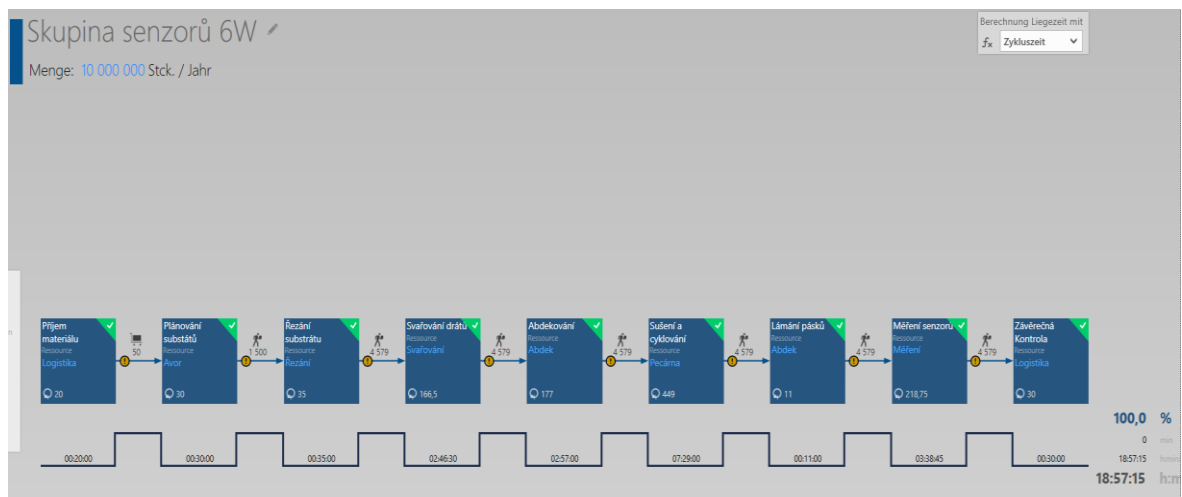 Skupina senzorů 6W
Menge: 10 000 000 Stck. / Jahr
Berechnung Liegezeit mit
fx Zykluszeit
Příjem
materiálu
Ressource
Logistika
20
50
Plánování
substátů
Ressource
Avor
30
1 500
Řezání
substrátu
Ressource
Řezání
35
4 579
Svařování drátu
Ressource
Svařování
166,5
4 579
Abdekování
Ressource
Abdek
177
4 579
Sušení a
cyklování
Ressource
Pecárna
449
4 579
Lámání pásků
Ressource
Abdek
11
4 579
Měření senzorů
Ressource
Měření
218,75
4 579
Závěrečná
Kontrola
Ressource
Logistika
30
00:20:00 00:30:00 00:35:00 02:46:30 02:57:00 07:29:00 00:11:00 03:38:45 00:30:00
100,0 %
0 min
18:57:15
18:57:15